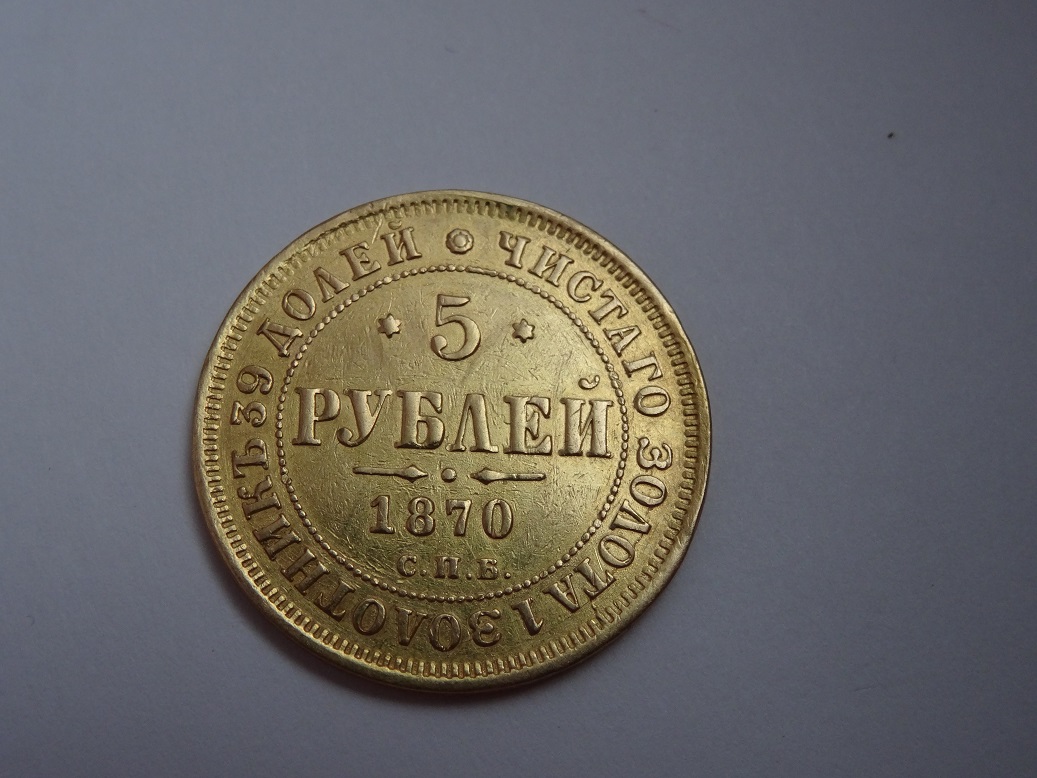 ЧИСТАГО ЗОЛОТА 1 ЗОЛОТНИКЪ 39 ДОЛЕЙ
5
РУБЛЕЙ
1870
С.П.Б.